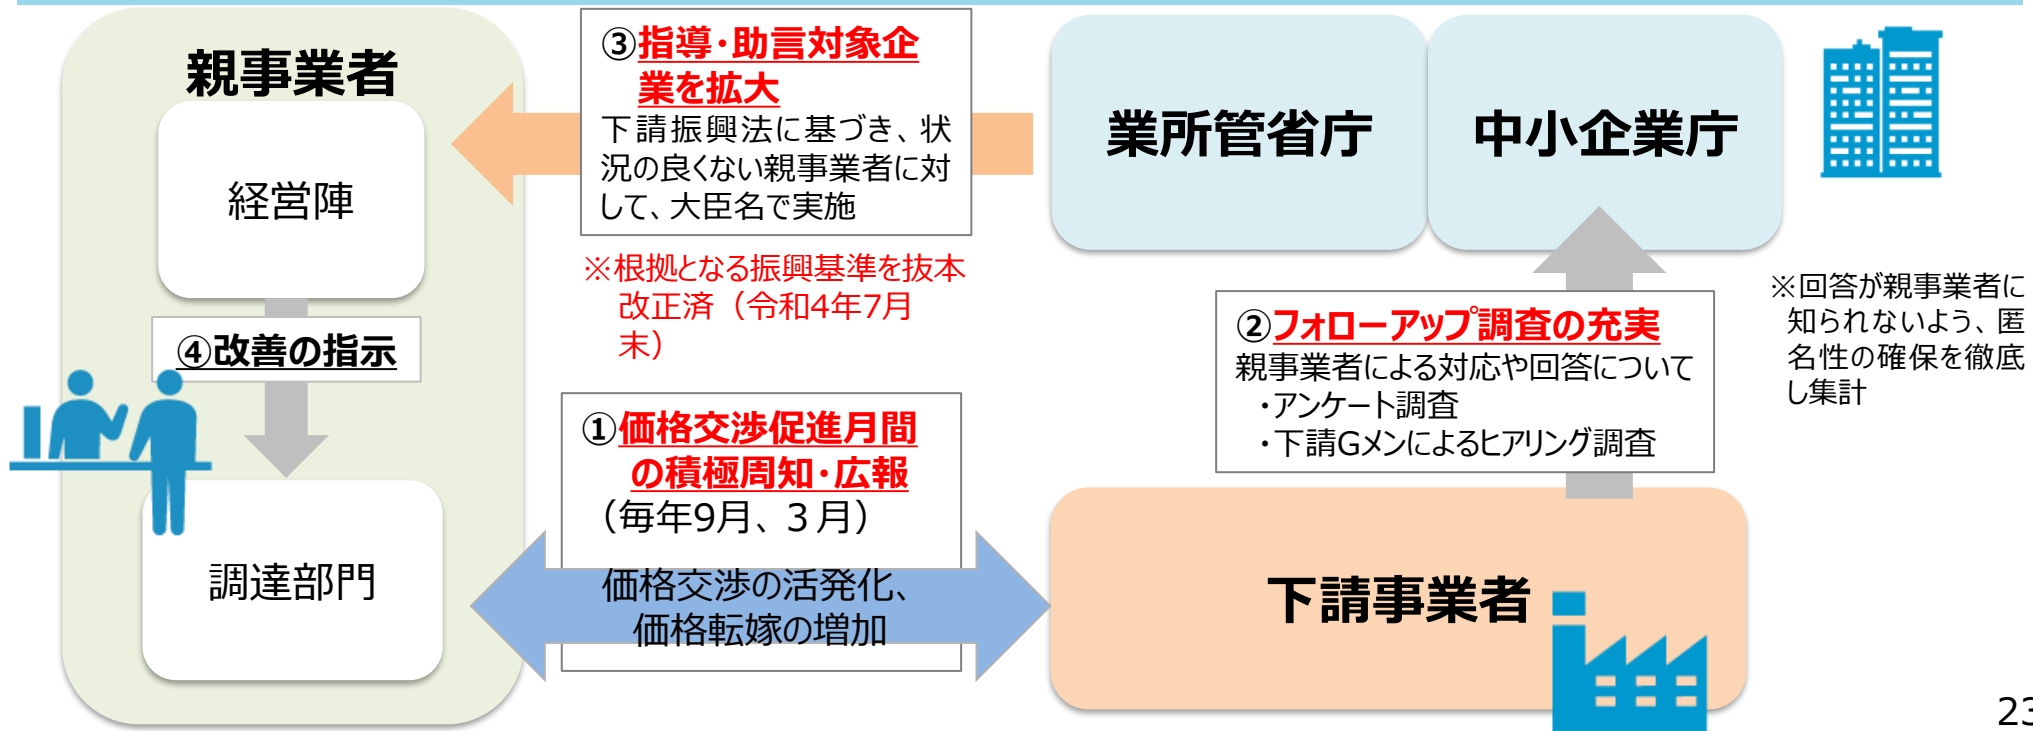 親事業者
経営陣
④改善の指示
調達部門
③指導・助言対象企
業を拡大
下請振興法に基づき、状
況の良くない親事業者に対
して、大臣名で実施
※根拠となる振興基準を抜本
改正済（令和4年7月
末）
①価格交渉促進月間
の積極周知・広報
（毎年9月、３月）
価格交渉の活発化、
価格転嫁の増加
業所管省庁
中小企業庁
②フォローアップ調査の充実
親事業者による対応や回答について
・アンケート調査
・下請Gメンによるヒアリング調査
※回答が親事業者に
知られないよう、匿
名性の確保を徹底
し集計
下請事業者
23